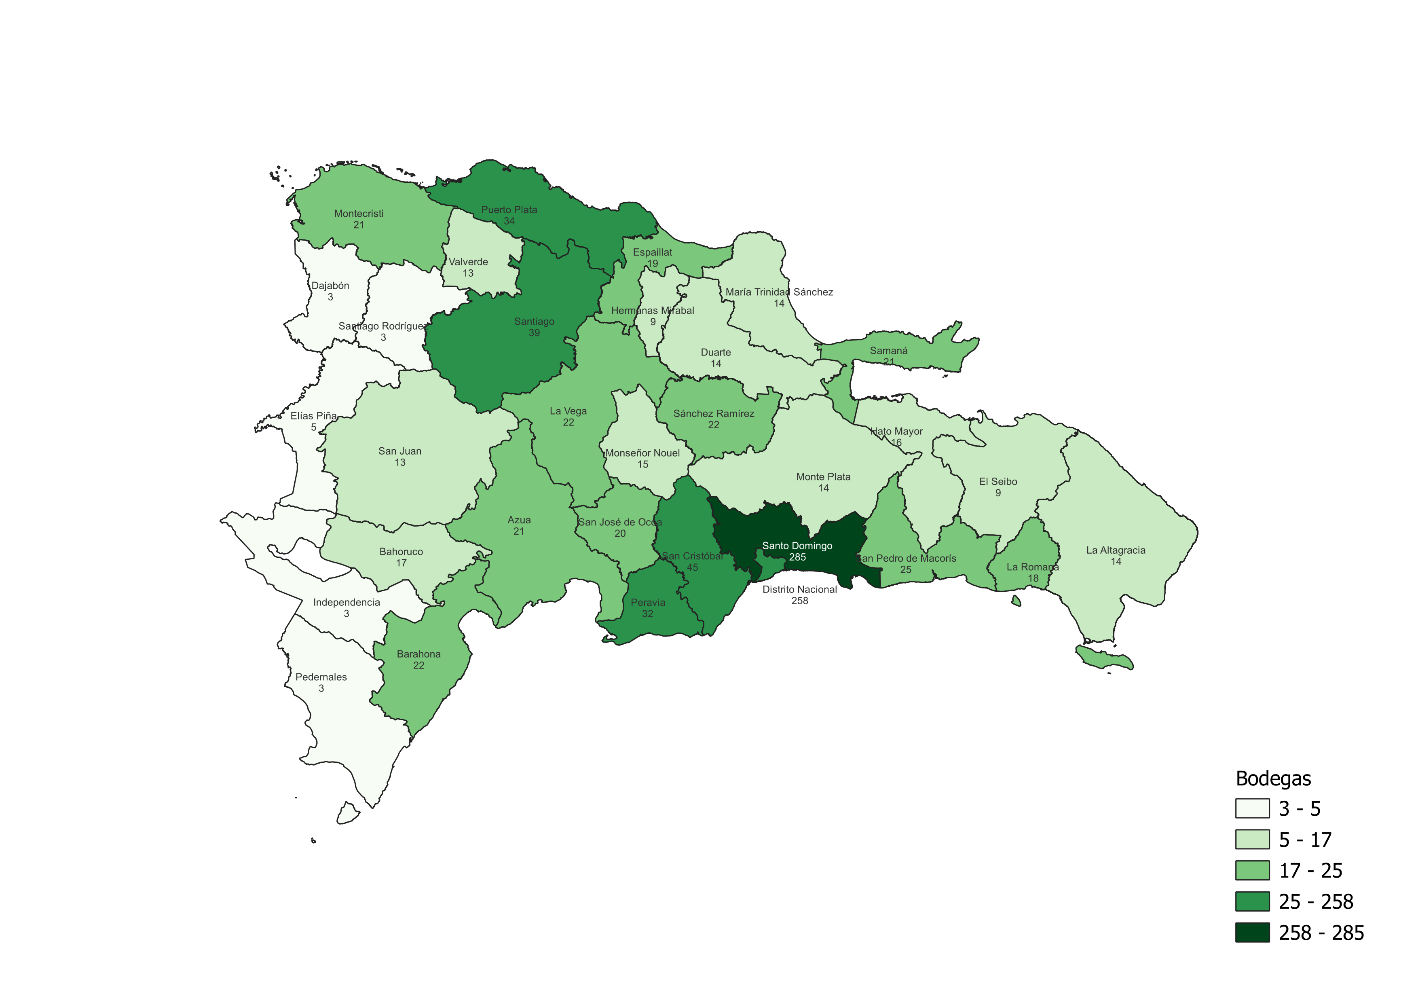 Puerto Plata
34
Montecristi
21
Espaillat
19
Valverde
13
Dajabón
3
María Trinidad Sánchez
14
Hermanas Mirabal
9
Santiago
39
Santiago Rodríguez
3
Duarte
14
Samaná
21
La Vega
22
Sánchez Ramírez
22
Elías Piña
5
Hato Mayor
16
San Juan
13
Monseñor Nouel
15
Monte Plata
14
El Seibo
9
Azua
21
San José de Ocoa
20
Santo Domingo
285
La Altagracia
14
Bahoruco
17
San Cristóbal
45
San Pedro de Macorís
25
La Romana
18
Distrito Nacional
258
Independencia
3
Peravia
32
Barahona
22
Pedernales
3
Bodegas
3 - 5
5 - 17
17 - 25
25 - 258
258 - 285